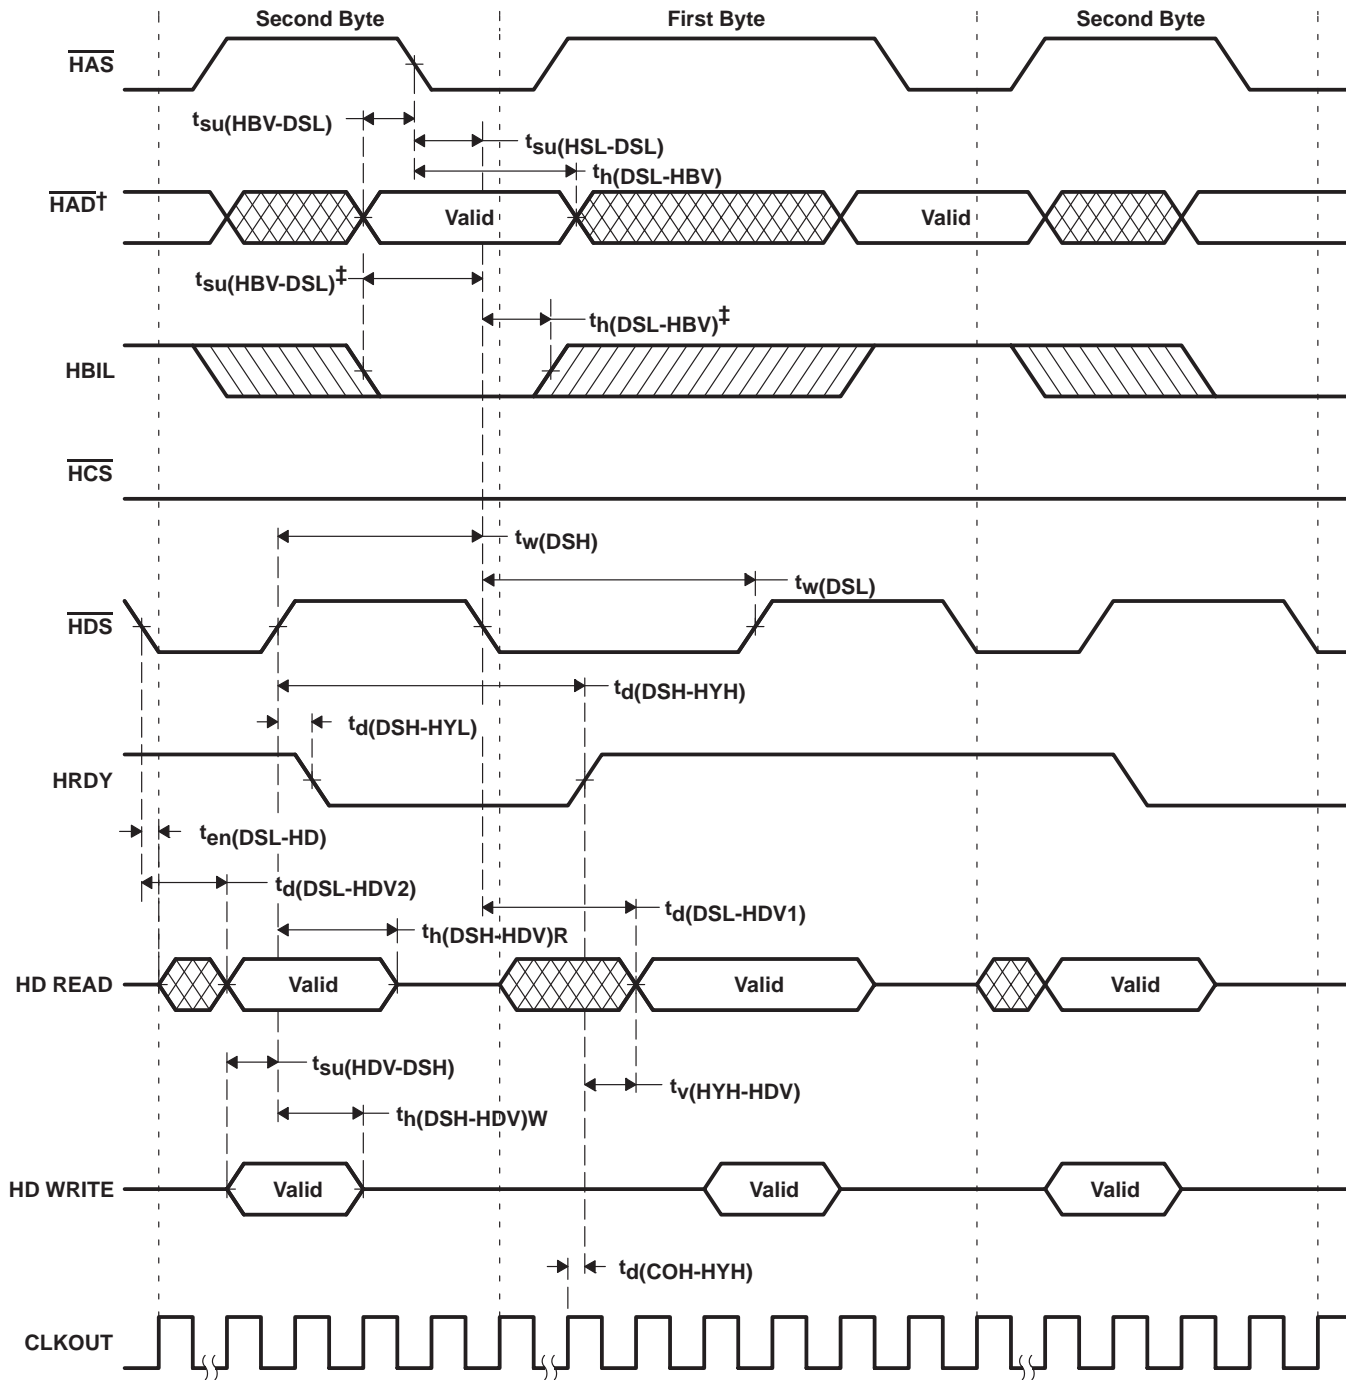 Second Byte First Byte Second Byte
HAS
tsu(HBV-DSL)
tsu(HSL-DSL)
th(DSL-HBV)
HAD† Valid Valid
tsu(HBV-DSL)‡
th(DSL-HBV)‡
HBIL
HCS
tw(DSH)
tw(DSL)
HDS
td(DSH-HYH)
td(DSH-HYL)
HRDY
ten(DSL-HD)
td(DSL-HDV2)
td(DSL-HDV1)
th(DSH-HDV)R
HD READ Valid Valid Valid
tsu(HDV-DSH)
tv(HYH-HDV)
th(DSH-HDV)W
HD WRITE Valid Valid Valid
td(COH-HYH)
CLKOUT